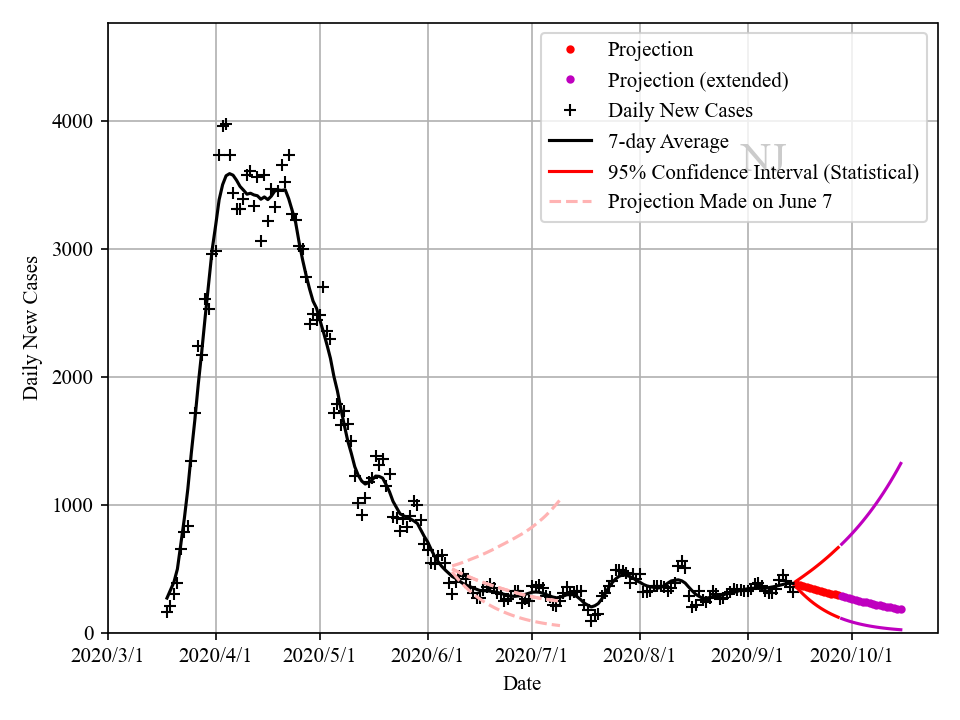 Projection
Projection (extended)
Daily New Cases
7-day Average
NJ
95% Confidence Interval (Statistical)
Projection Made on June 7
Daily New Cases
4000
3000
2000
1000
0
2020/3/1 2020/4/1 2020/5/1 2020/6/1 2020/7/1 2020/8/1 2020/9/1 2020/10/1
Date